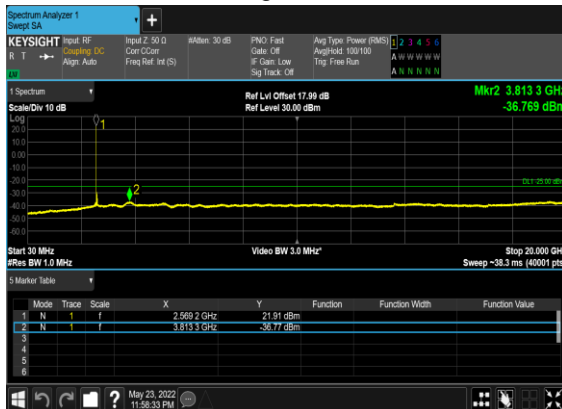 Spectrum Analyzer 1
Swept SA
KEYSIGHT Input: RF Input Z: 50 Ω #Atten: 30 dB PNO: Fast Avg Type: Power (RMS) 1 2 3 4 5 6
R T Coupling: DC Corr CCorr Gate: Off Avg|Hold: 100/100 A W W W W W
Align: Auto Freq Ref: Int (S) IF Gain: Low Trig: Free Run
LXI Sig Track: Off A N N N N N
1 Spectrum Ref Lvl Offset 17.99 dB Mkr2 3.813 3 GHz
Scale/Div 10 dB Ref Level 30.00 dBm -36.769 dBm
Log
20.0
10.0
0.00
-10.0
-20.0
-30.0
-40.0
-50.0
-60.0
1
2
DL1 -25.00 dBm
Start 30 MHz Video BW 3.0 MHz* Stop 20.000 GHz
#Res BW 1.0 MHz Sweep ~38.3 ms (40001 pts)
5 Marker Table
Mode Trace Scale X Y Function Function Width Function Value
1 N 1 f 2.569 2 GHz 21.91 dBm
2 N 1 f 3.813 3 GHz -36.77 dBm
3
4
5
6
May 23, 2022
11:58:33 PM